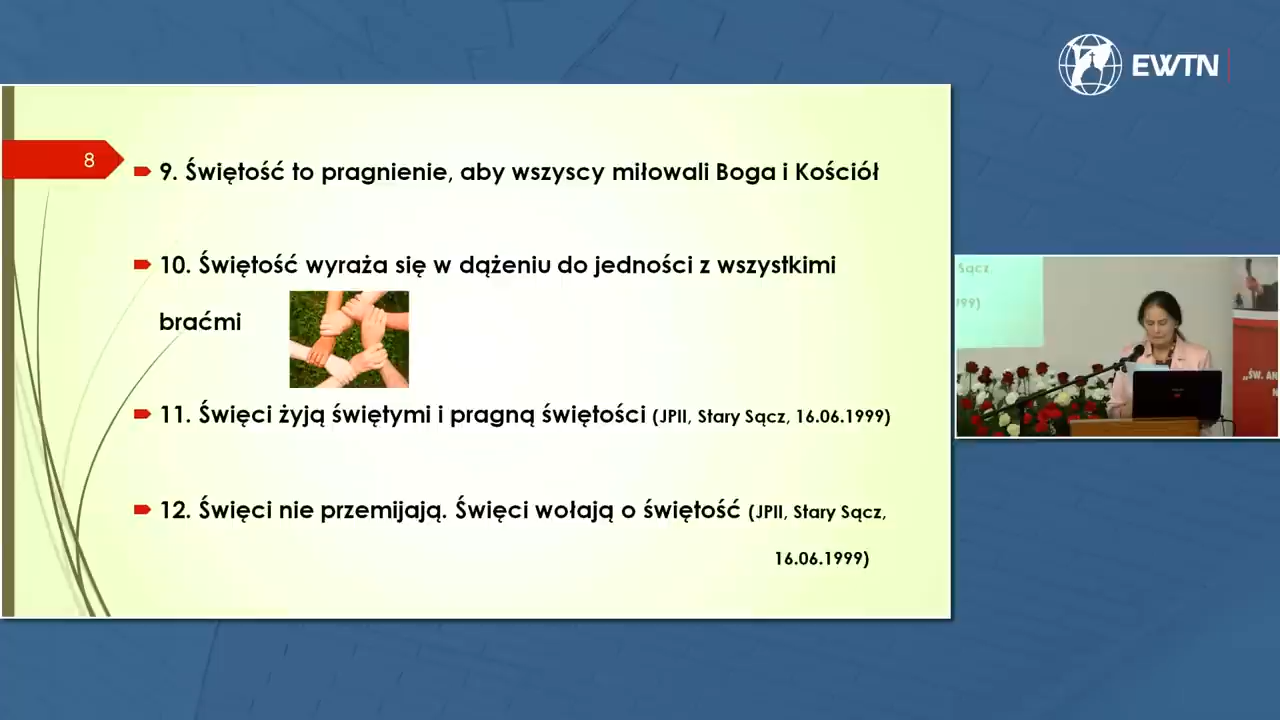 EWTN
8
9. Świętość to pragnienie, aby wszyscy miłowali Boga i Kościół
10. Świętość wyraża się w dążeniu do jedności z wszystkimi
braćmi
11. Święci żyją świętymi i pragną świętości (JPII, Stary Sącz, 16.06.1999)
12. Święci nie przemijają. Święci wołają o świętość (JPII, Stary Sącz,
16.06.1999)
Sącz,
999)
„ŚW. AN
N